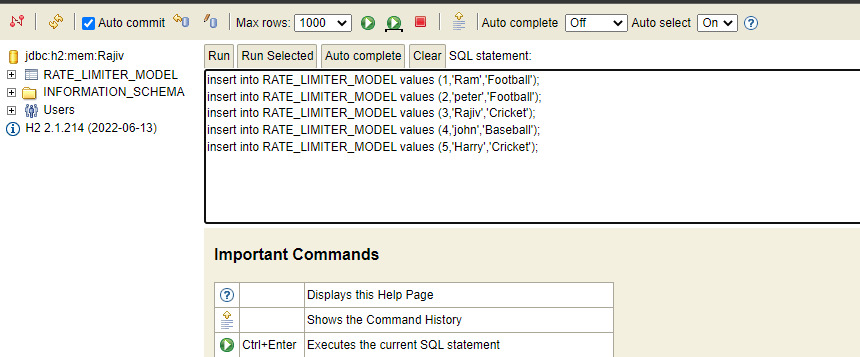 Auto commit Max rows: 1000 Auto complete Off Auto select On
jdbc:h2:mem:Rajiv
RATE_LIMITER_MODEL
INFORMATION_SCHEMA
Users
H2 2.1.214 (2022-06-13)
Run Run Selected Auto complete Clear SQL statement:
insert into RATE_LIMITER_MODEL values (1,'Ram','Football');
insert into RATE_LIMITER_MODEL values (2,'peter','Football');
insert into RATE_LIMITER_MODEL values (3,'Rajiv','Cricket');
insert into RATE_LIMITER_MODEL values (4,'john','Baseball');
insert into RATE_LIMITER_MODEL values (5,'Harry','Cricket');
Important Commands
Displays this Help Page
Shows the Command History
Ctrl+Enter Executes the current SQL statement